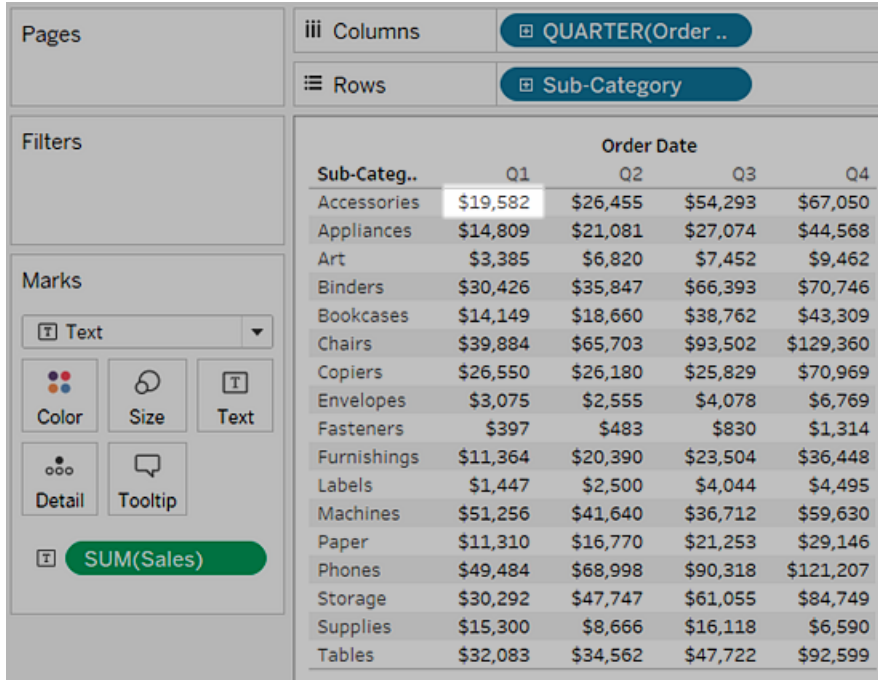 Pages
Columns
QUARTER(Order ..
Rows
Sub-Category
Filters
Marks
Text
Color Size Text
Detail Tooltip
SUM(Sales)
Order Date
Sub-Categ.. Q1 Q2 Q3 Q4
Accessories $19,582 $26,455 $54,293 $67,050
Appliances $14,809 $21,081 $27,074 $44,568
Art $3,385 $6,820 $7,452 $9,462
Binders $30,426 $35,847 $66,393 $70,746
Bookcases $14,149 $18,660 $38,762 $43,309
Chairs $39,884 $65,703 $93,502 $129,360
Copiers $26,550 $26,180 $25,829 $70,969
Envelopes $3,075 $2,555 $4,078 $6,769
Fasteners $397 $483 $830 $1,314
Furnishings $11,364 $20,390 $23,504 $36,448
Labels $1,447 $2,500 $4,044 $4,495
Machines $51,256 $41,640 $36,712 $59,630
Paper $11,310 $16,770 $21,253 $29,146
Phones $49,484 $68,998 $90,318 $121,207
Storage $30,292 $47,747 $61,055 $84,749
Supplies $15,300 $8,666 $16,118 $6,590
Tables $32,083 $34,562 $47,722 $92,599